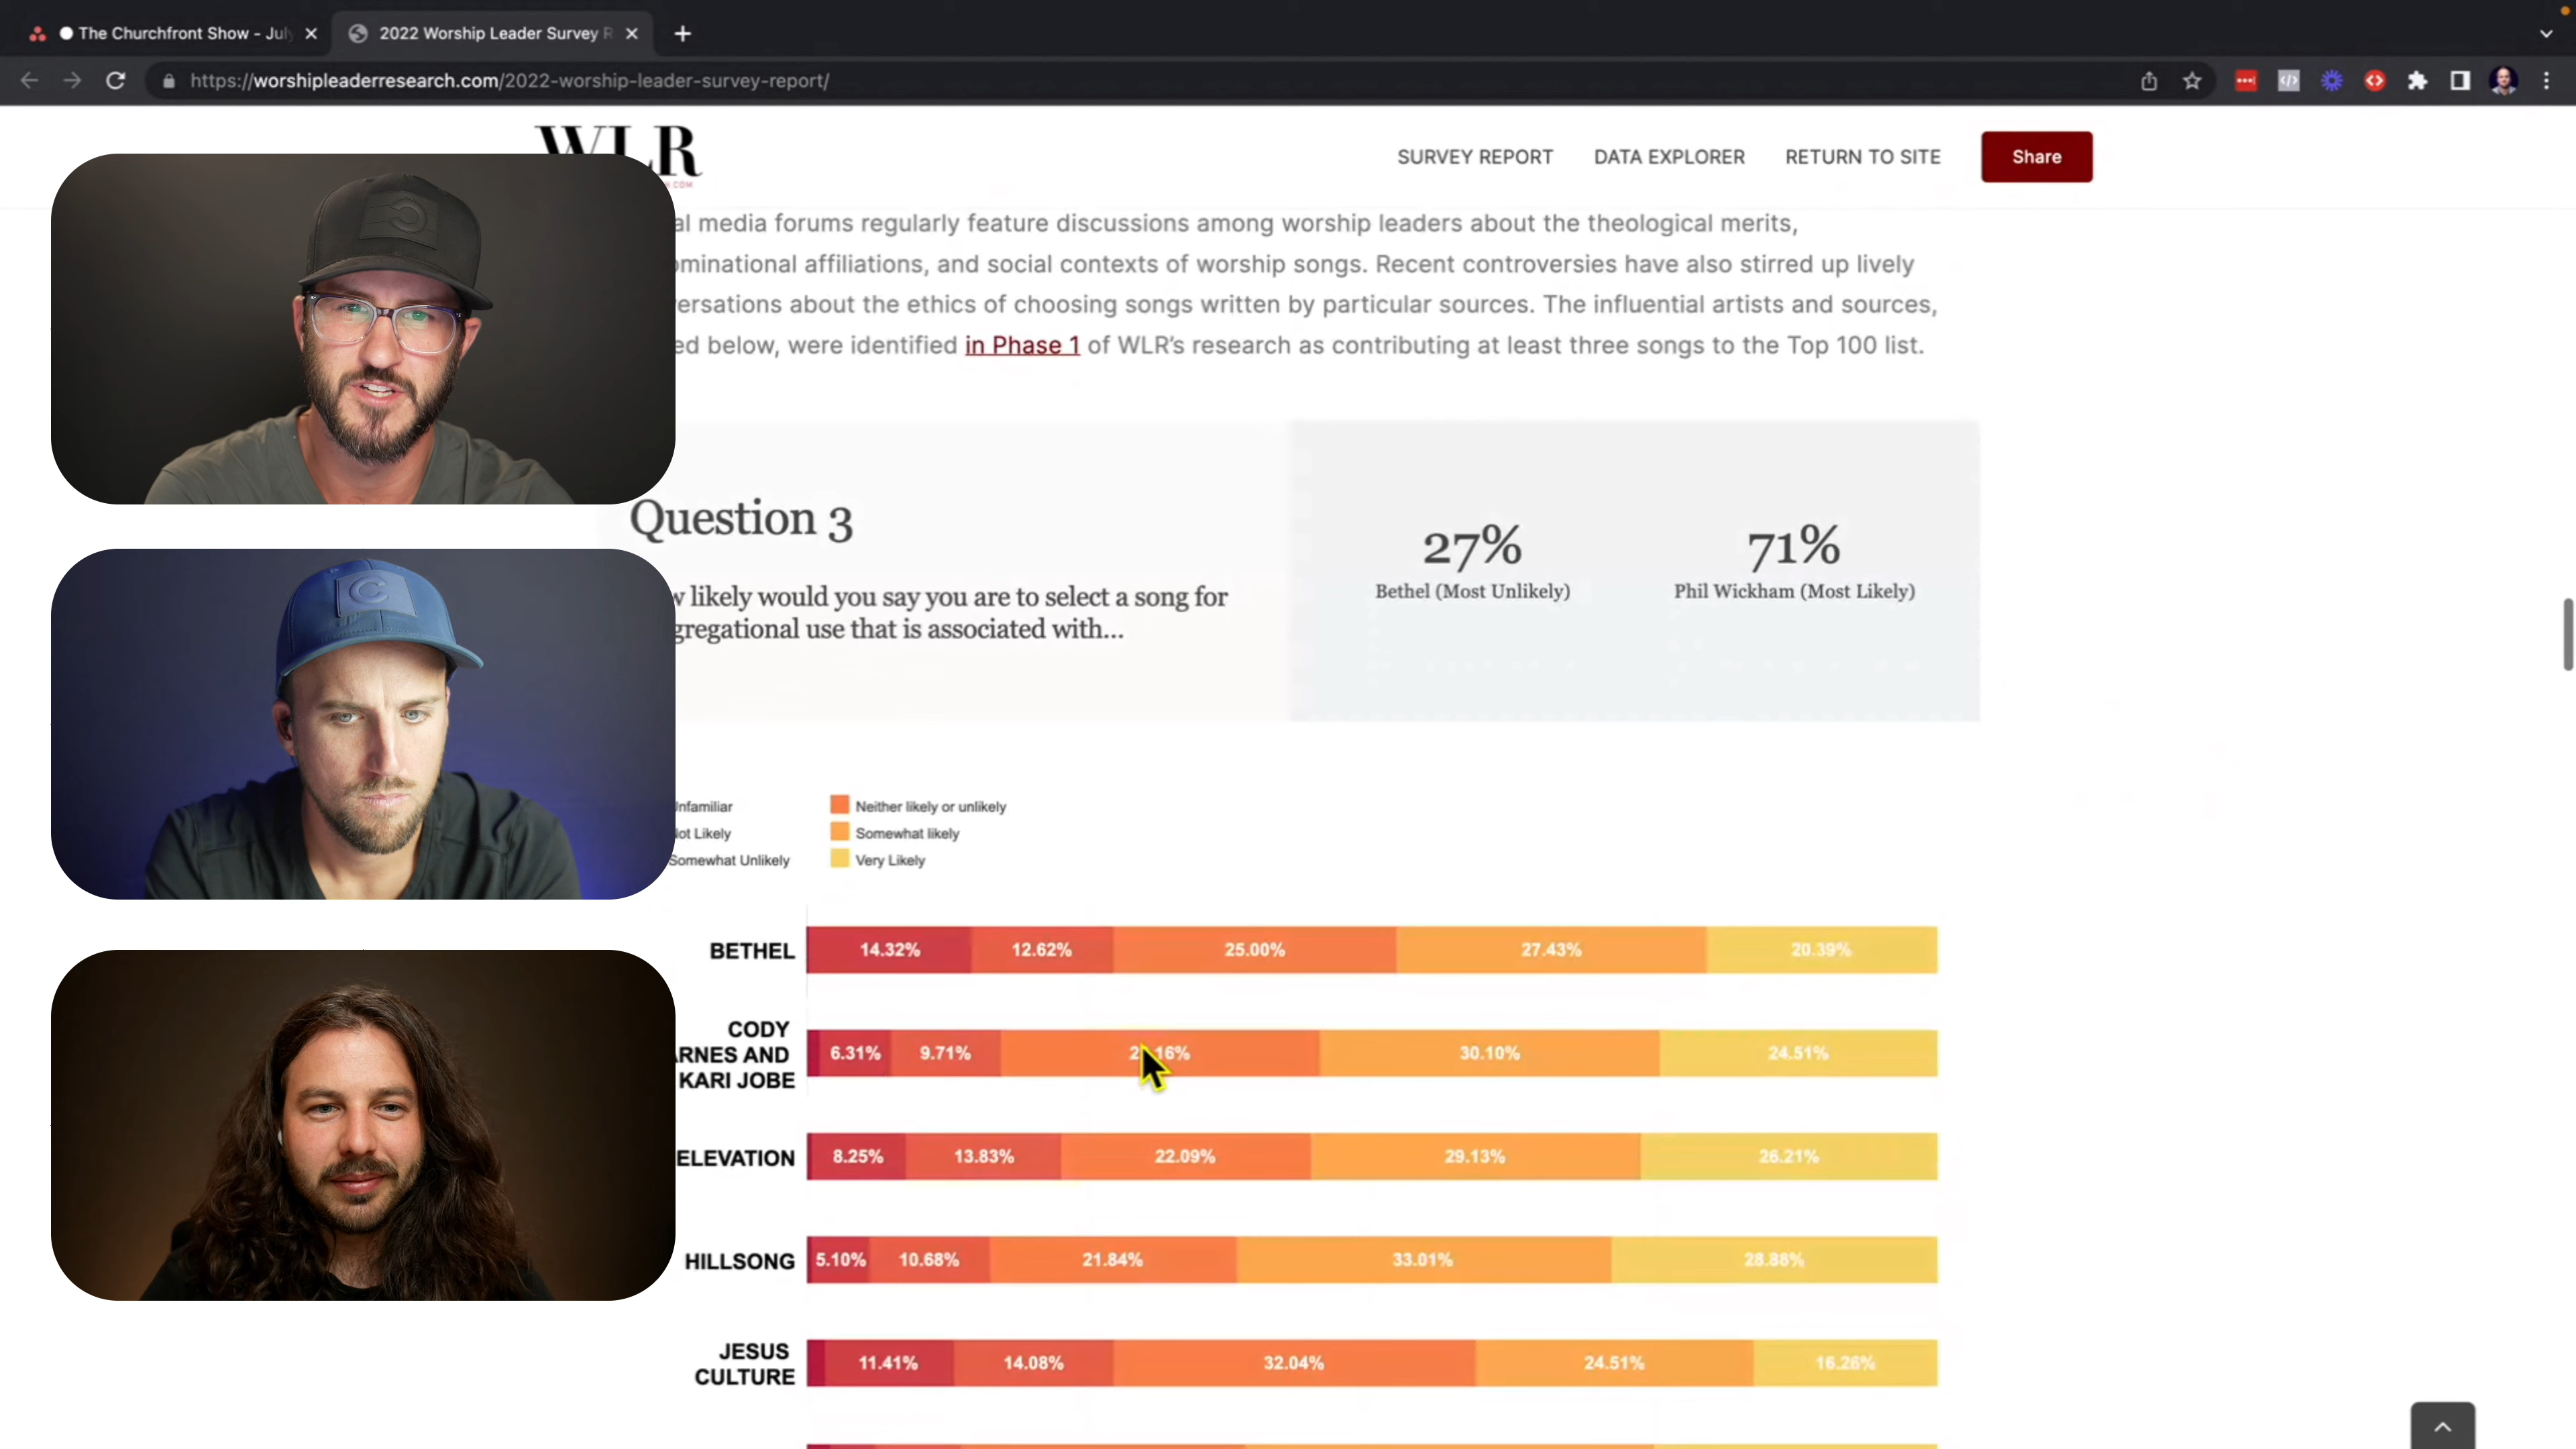 The Churchfront Show - July
2022 Worship Leader Survey R
https://worshipleaderresearch.com/2022-worship-leader-survey-report/
WLR
SURVEY REPORT
DATA EXPLORER
RETURN TO SITE
Share
al media forums regularly feature discussions among worship leaders about the theological merits,
ominational affiliations, and social contexts of worship songs. Recent controversies have also stirred up lively
versations about the ethics of choosing songs written by particular sources. The influential artists and sources,
ed below, were identified in Phase 1 of WLR's research as contributing at least three songs to the Top 100 list.
Question 3
likely would you say you are to select a song for
gregational use that is associated with...
27%
Bethel (Most Unlikely)
71%
Phil Wickham (Most Likely)
Unfamiliar
Not Likely
Somewhat Unlikely
Neither likely or unlikely
Somewhat likely
Very Likely
BETHEL
14.32%
12.62%
25.00%
27.43%
20.39%
CODY
ARNES AND
KARI JOBE
6.31%
9.71%
16%
30.10%
24.51%
ELEVATION
8.25%
13.83%
22.09%
29.13%
26.21%
HILLSONG
5.10%
10.68%
21.84%
33.01%
28.88%
JESUS
CULTURE
11.41%
14.08%
32.04%
24.51%
16.26%